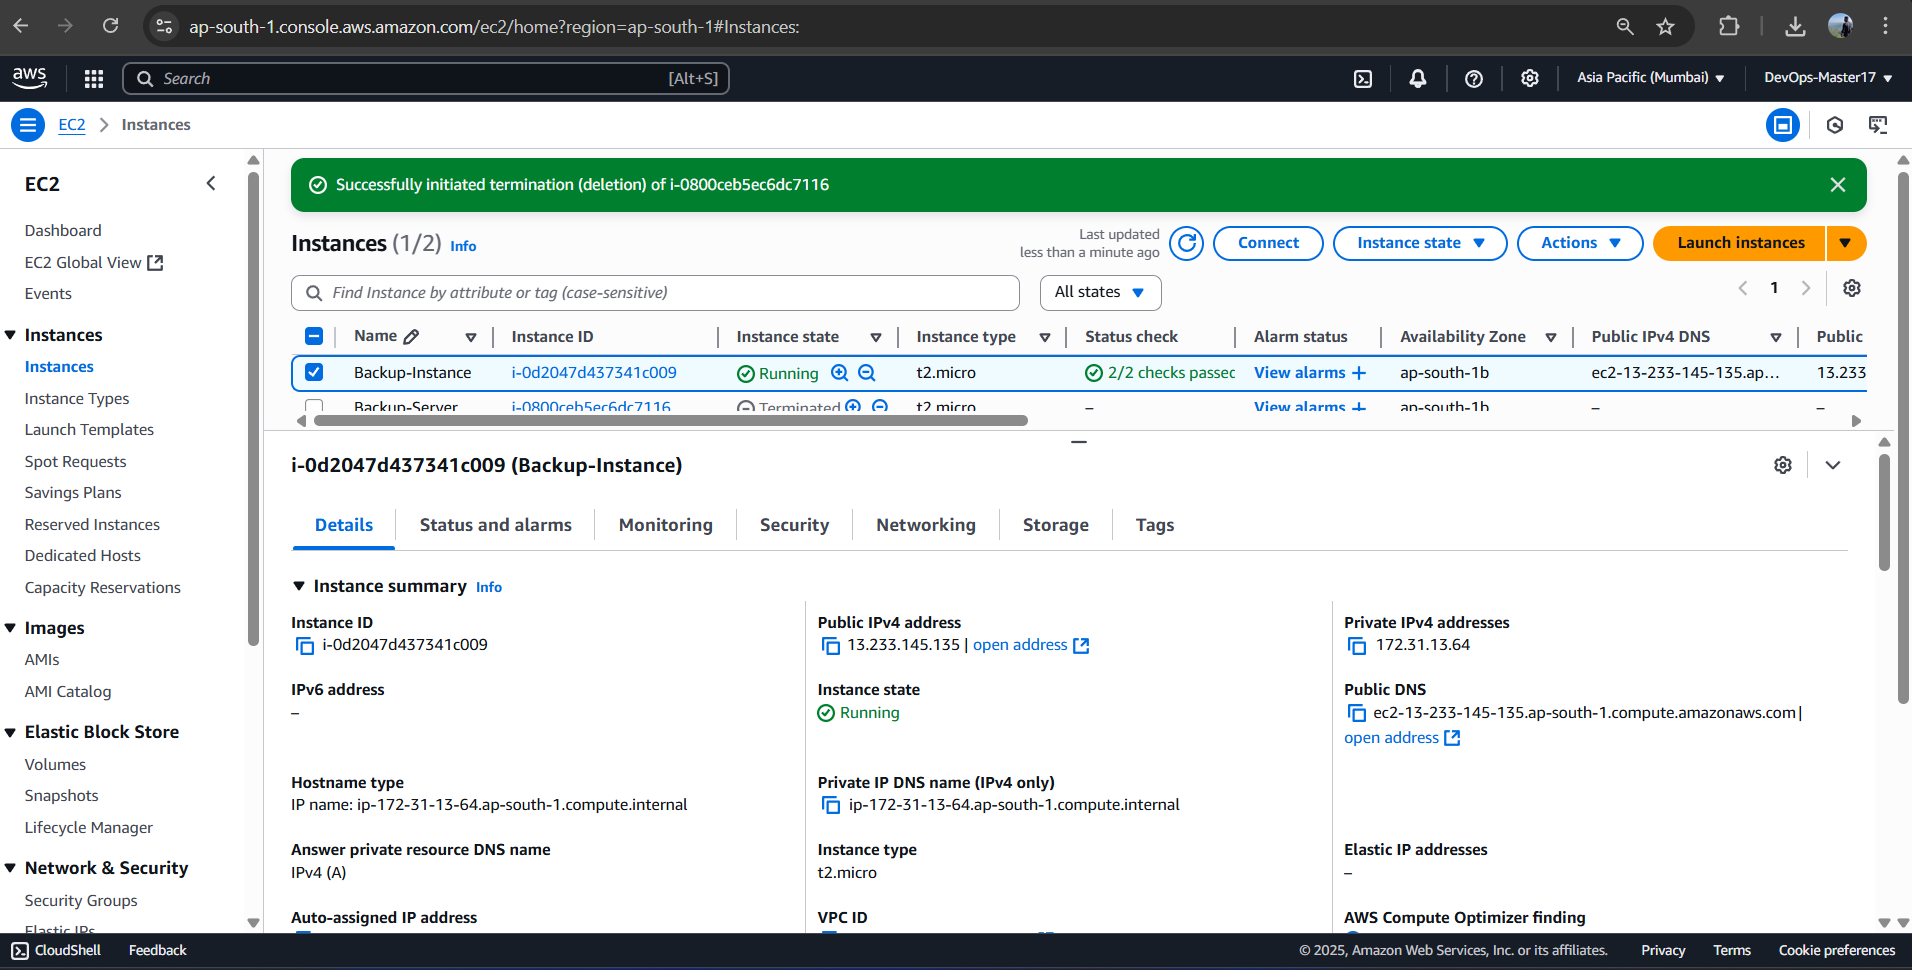 ap-south-1.console.aws.amazon.com/ec2/home?region=ap-south-1#Instances:
aws
Search
[Alt+S]
Asia Pacific (Mumbai)
DevOps-Master17
EC2
Instances
EC2
Dashboard
EC2 Global View
Events
Instances
Instances
Instance Types
Launch Templates
Spot Requests
Savings Plans
Reserved Instances
Dedicated Hosts
Capacity Reservations
Images
AMIs
AMI Catalog
Elastic Block Store
Volumes
Snapshots
Lifecycle Manager
Network & Security
Security Groups
Elastic IPs
Successfully initiated termination (deletion) of i-0800ceb5ec6dc7116
Instances (1/2) Info
Last updated
less than a minute ago
Connect
Instance state
Actions
Launch instances
Find Instance by attribute or tag (case-sensitive)
All states
1
Name Instance ID Instance state Instance type Status check Alarm status Availability Zone Public IPv4 DNS Public
Backup-Instance i-0d2047d437341c009 Running t2.micro 2/2 checks passec View alarms + ap-south-1b ec2-13-233-145-135.ap... 13.233
Backup-Server i-0800ceb5ec6dc7116 Terminated t2.micro – View alarms + ap-south-1b – –
i-0d2047d437341c009 (Backup-Instance)
Details
Status and alarms
Monitoring
Security
Networking
Storage
Tags
Instance summary Info
Instance ID
i-0d2047d437341c009
Public IPv4 address
13.233.145.135 | open address
Private IPv4 addresses
172.31.13.64
IPv6 address
–
Instance state
Running
Public DNS
ec2-13-233-145-135.ap-south-1.compute.amazonaws.com |
open address
Hostname type
IP name: ip-172-31-13-64.ap-south-1.compute.internal
Private IP DNS name (IPv4 only)
ip-172-31-13-64.ap-south-1.compute.internal
Answer private resource DNS name
IPv4 (A)
Instance type
t2.micro
Elastic IP addresses
–
Auto-assigned IP address
VPC ID
AWS Compute Optimizer finding
CloudShell
Feedback
© 2025, Amazon Web Services, Inc. or its affiliates.
Privacy
Terms
Cookie preferences